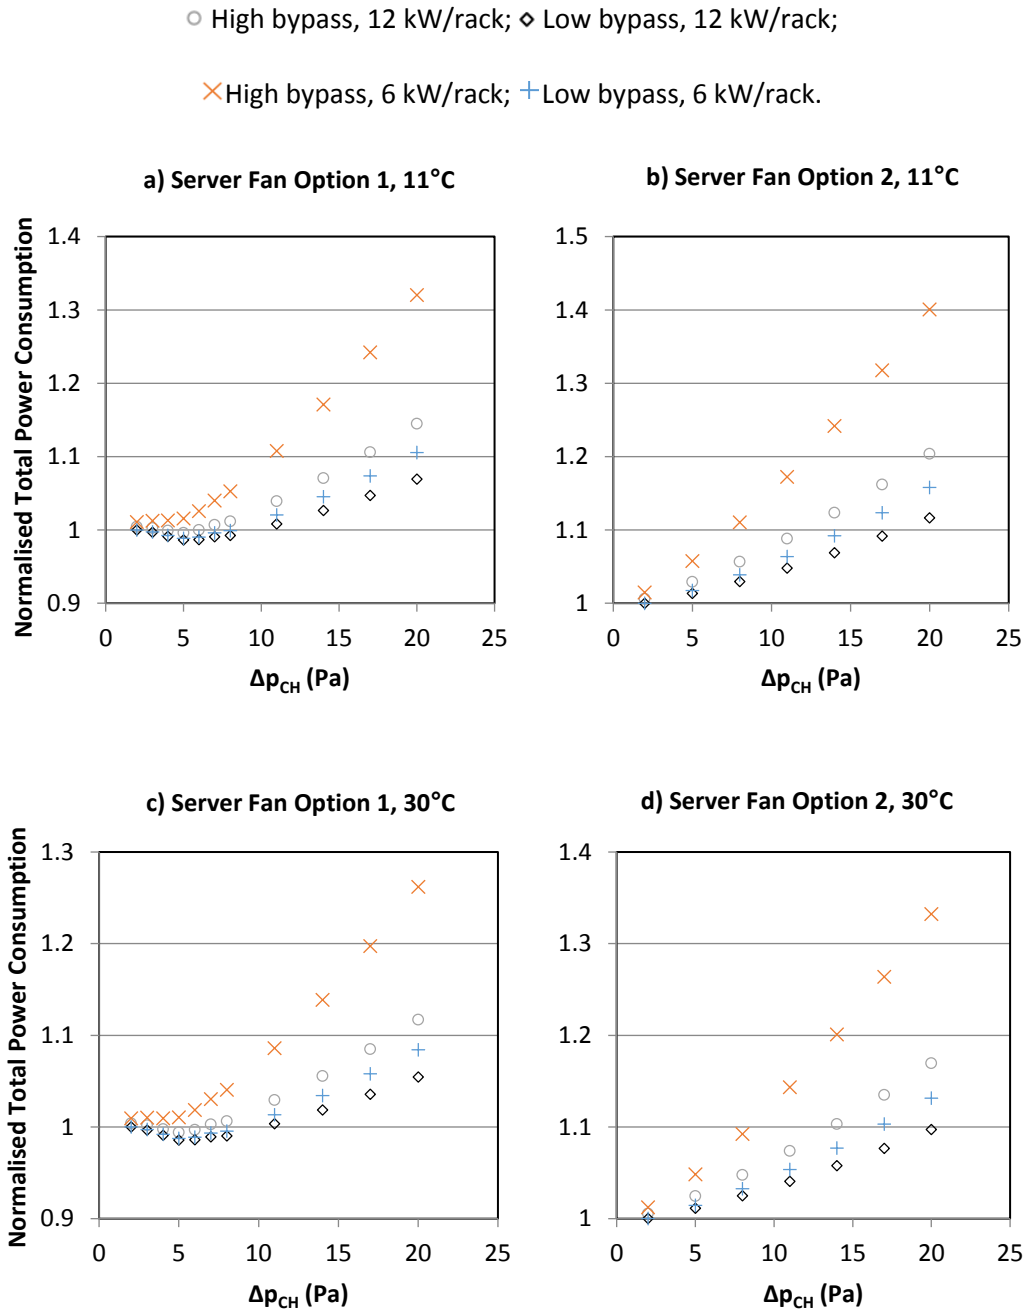 High bypass, 12 kW/rack; Low bypass, 12 kW/rack;
High bypass, 6 kW/rack; Low bypass, 6 kW/rack.
a) Server Fan Option 1, 11°C
Normalised Total Power Consumption
1.4
1.3
1.2
1.1
1
0.9
0 5 10 15 20 25
Δp_CH (Pa)
b) Server Fan Option 2, 11°C
1.5
1.4
1.3
1.2
1.1
1
0 5 10 15 20 25
Δp_CH (Pa)
c) Server Fan Option 1, 30°C
Normalised Total Power Consumption
1.3
1.2
1.1
1
0.9
0 5 10 15 20 25
Δp_CH (Pa)
d) Server Fan Option 2, 30°C
1.4
1.3
1.2
1.1
1
0 5 10 15 20 25
Δp_CH (Pa)